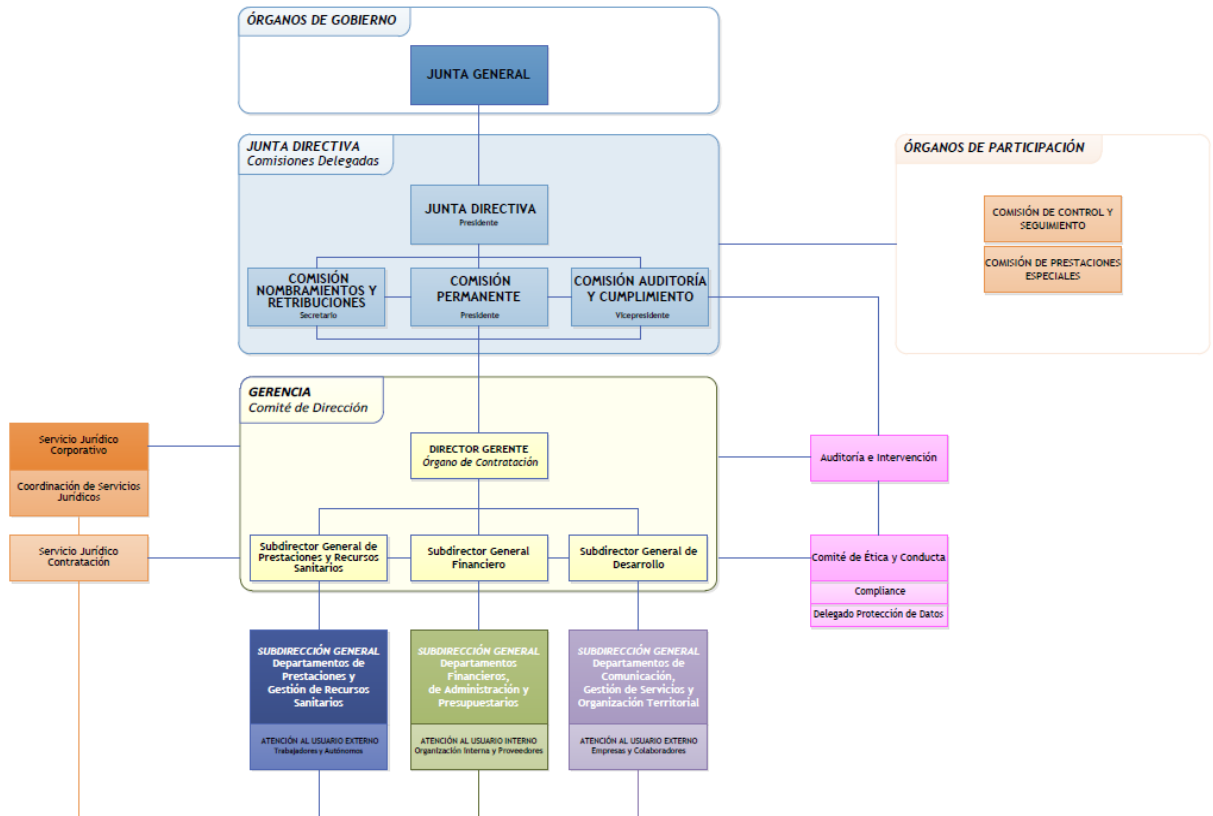 ÓRGANOS DE GOBIERNO
JUNTA GENERAL
JUNTA DIRECTIVA
Comisiones Delegadas
JUNTA DIRECTIVA
Presidente
COMISIÓN
NOMBRAMIENTOS Y
RETRIBUCIONES
Secretario
COMISIÓN
PERMANENTE
Presidente
COMISIÓN AUDITORÍA
Y CUMPLIMIENTO
Vicepresidente
ÓRGANOS DE PARTICIPACIÓN
COMISIÓN DE CONTROL Y
SEGUIMIENTO
COMISIÓN DE PRESTACIONES
ESPECIALES
GERENCIA
Comité de Dirección
DIRECTOR GERENTE
Órgano de Contratación
Subdirector General de
Prestaciones y Recursos
Sanitarios
Subdirector General
Financiero
Subdirector General de
Desarrollo
Servicio Jurídico
Corporativo
Coordinación de Servicios
Jurídicos
Servicio Jurídico
Contratación
Auditoría e Intervención
Comité de Ética y Conducta
Compliance
Delegado Protección de Datos
SUBDIRECCIÓN GENERAL
Departamentos de
Prestaciones y
Gestión de Recursos
Sanitarios
ATENCIÓN AL USUARIO EXTERNO
Trabajadores y Autónomos
SUBDIRECCIÓN GENERAL
Departamentos
Financieros,
de Administración y
Presupuestarios
ATENCIÓN AL USUARIO INTERNO
Organización Interna y Proveedores
SUBDIRECCIÓN GENERAL
Departamentos de
Comunicación,
Gestión de Servicios y
Organización Territorial
ATENCIÓN AL USUARIO EXTERNO
Empresas y Colaboradores